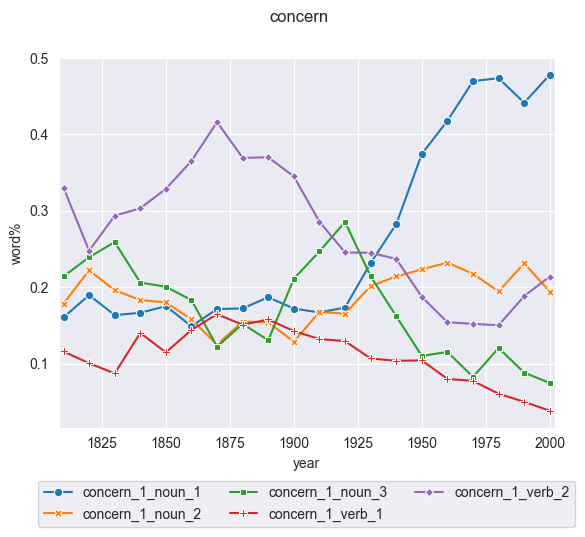 concern
0.5
0.4
0.3
0.2
0.1
word%
1825 1850 1875 1900 1925 1950 1975 2000
year
concern_1_noun_1 concern_1_noun_3 concern_1_verb_2
concern_1_noun_2 concern_1_verb_1